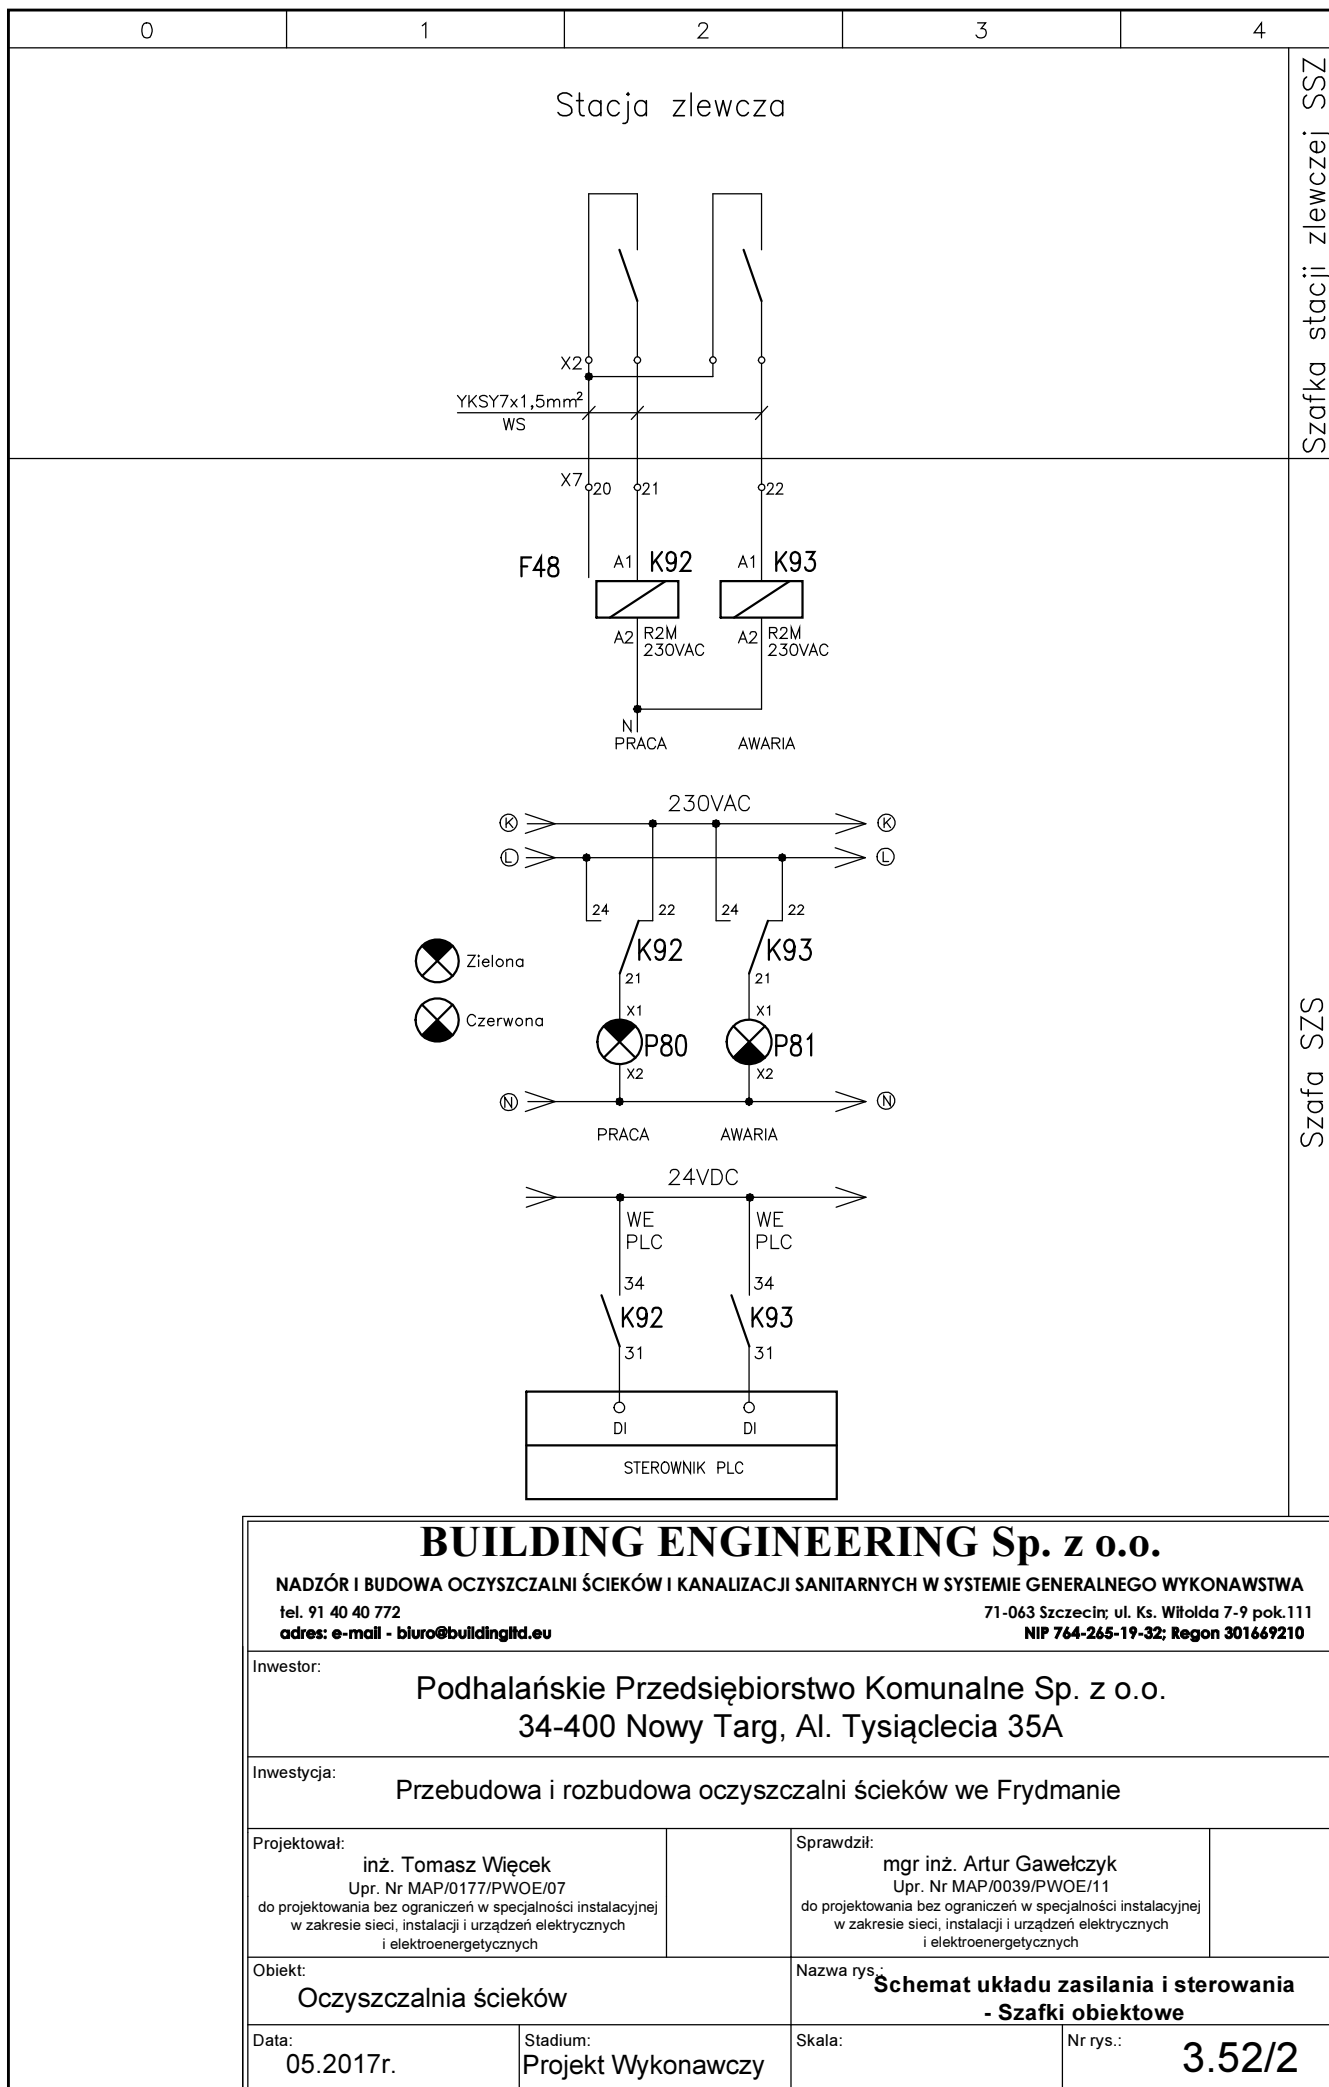 0 1 2 3 4
Stacja zlewcza
Szafka stacji zlewczej SSZ
X2
YKSY7x1,5mm²
WS
X7 20 21 22
F48 A1 K92 A1 K93
A2 R2M A2 R2M
230VAC 230VAC
N
PRACA AWARIA
230VAC
K K
L L
24 22 24 22
K92 K93
Zielona
21 21
X1 X1
Czerwona
P80 P81
X2 X2
N N
PRACA AWARIA
Szafa SZS
24VDC
WE WE
PLC PLC
34 34
K92 K93
31 31
DI DI
STEROWNIK PLC
BUILDING ENGINEERING Sp. z o.o.
NADZÓR I BUDOWA OCZYSZCZALNI ŚCIEKÓW I KANALIZACJI SANITARNYCH W SYSTEMIE GENERALNEGO WYKONAWSTWA
tel. 91 40 40 772 71-063 Szczecin; ul. Ks. Witolda 7-9 pok.111
adres: e-mail - biuro@buildingltd.eu NIP 764-265-19-32; Regon 301669210
Inwestor:
Podhalańskie Przedsiębiorstwo Komunalne Sp. z o.o.
34-400 Nowy Targ, Al. Tysiąclecia 35A
Inwestycja:
Przebudowa i rozbudowa oczyszczalni ścieków we Frydmanie
Projektował:
inż. Tomasz Więcek
Upr. Nr MAP/0177/PWOE/07
do projektowania bez ograniczeń w specjalności instalacyjnej
w zakresie sieci, instalacji i urządzeń elektrycznych
i elektroenergetycznych
Sprawdził:
mgr inż. Artur Gawełczyk
Upr. Nr MAP/0039/PWOE/11
do projektowania bez ograniczeń w specjalności instalacyjnej
w zakresie sieci, instalacji i urządzeń elektrycznych
i elektroenergetycznych
Obiekt:
Oczyszczalnia ścieków
Nazwa rys.:
Schemat układu zasilania i sterowania
- Szafki obiektowe
Data:
05.2017r.
Stadium:
Projekt Wykonawczy
Skala:
Nr rys.:
3.52/2